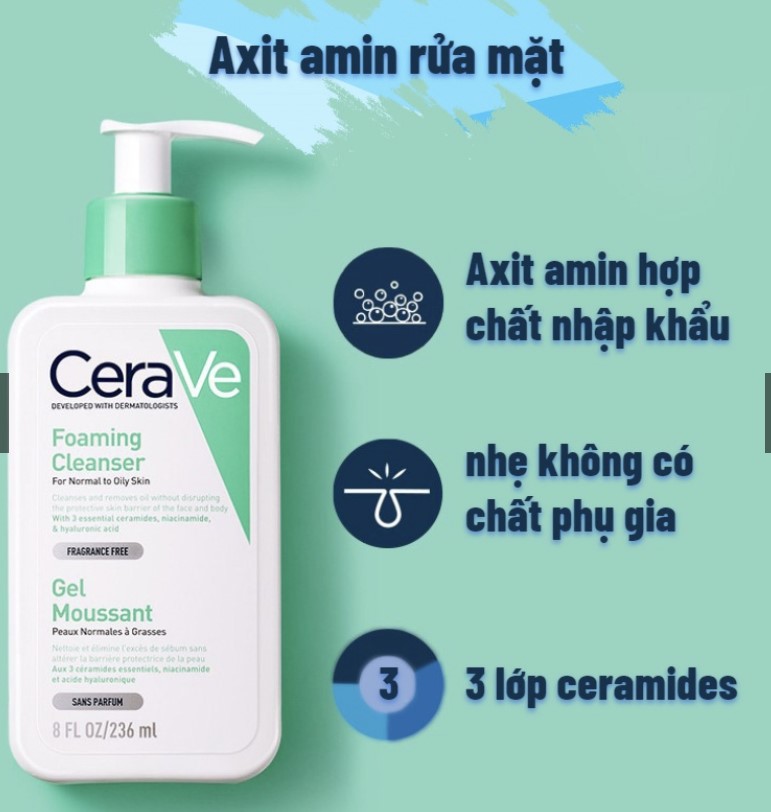 Axit amin rửa mặt
Axit amin hợp
chất nhập khẩu
nhẹ không có
chất phụ gia
3
3 lớp ceramides
CeraVe
DEVELOPED WITH DERMATOLOGISTS
Foaming
Cleanser
For Normal to Oily Skin
Cleanses and removes oil without disrupting
the protective skin barrier of the face and body
With 3 essential ceramides, niacinamide,
& hyaluronic acid
FRAGRANCE FREE
Gel
Moussant
Peaux Normales à Grasses
Nettoie et élimine l'excès de sébum sans
altérer la barrière protectrice de la peau
Aux 3 céramides essentiels, niacinamide
et acide hyaluronique
SANS PARFUM
8 FL OZ/236 ml